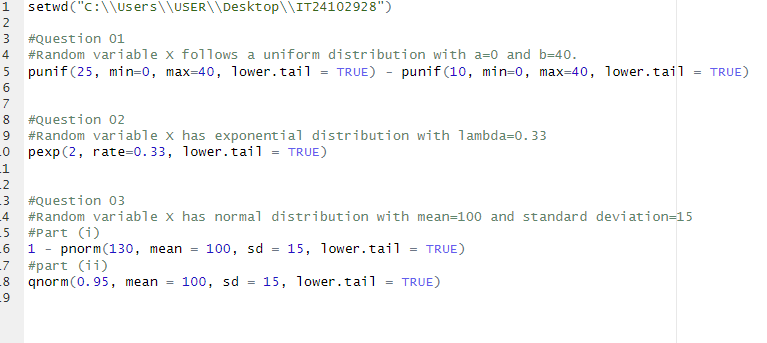 1 setwd("C:\\Users\\USER\\Desktop\\IT24102928")
2
3 #Question 01
4 #Random variable X follows a uniform distribution with a=0 and b=40.
5 punif(25, min=0, max=40, lower.tail = TRUE) - punif(10, min=0, max=40, lower.tail = TRUE)
6
7
8 #Question 02
9 #Random variable X has exponential distribution with lambda=0.33
0 pexp(2, rate=0.33, lower.tail = TRUE)
1
2
3 #Question 03
4 #Random variable X has normal distribution with mean=100 and standard deviation=15
5 #Part (i)
6 1 - pnorm(130, mean = 100, sd = 15, lower.tail = TRUE)
7 #part (ii)
8 qnorm(0.95, mean = 100, sd = 15, lower.tail = TRUE)
9